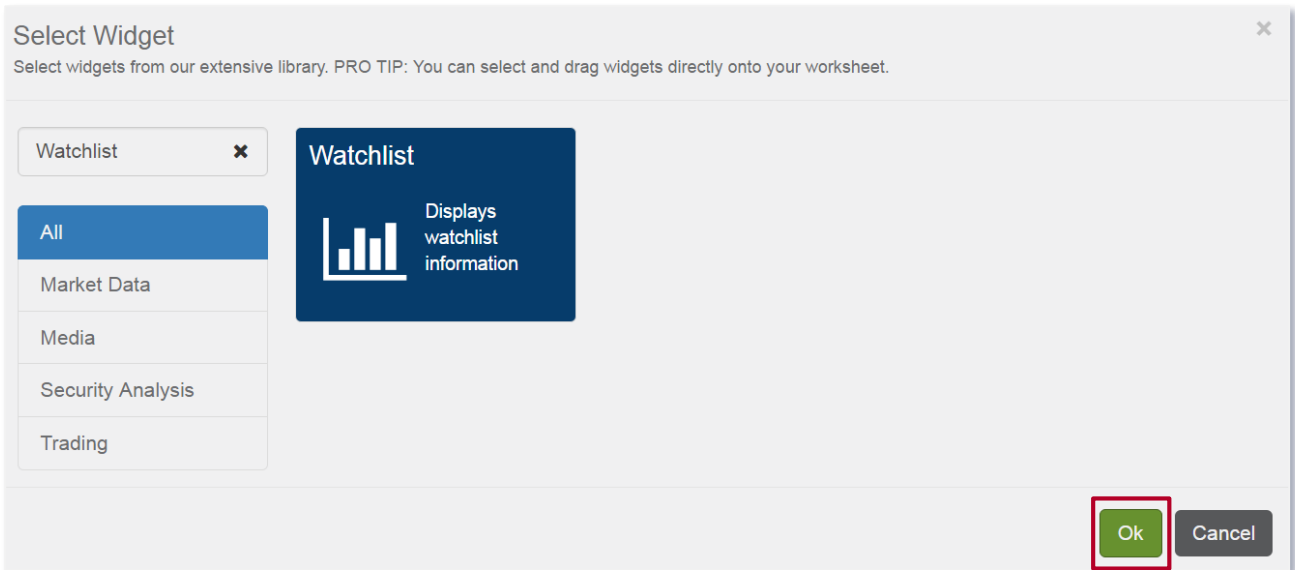 Select Widget
Select widgets from our extensive library. PRO TIP: You can select and drag widgets directly onto your worksheet.
Watchlist
All
Market Data
Media
Security Analysis
Trading
Watchlist
Displays
watchlist
information
Ok
Cancel